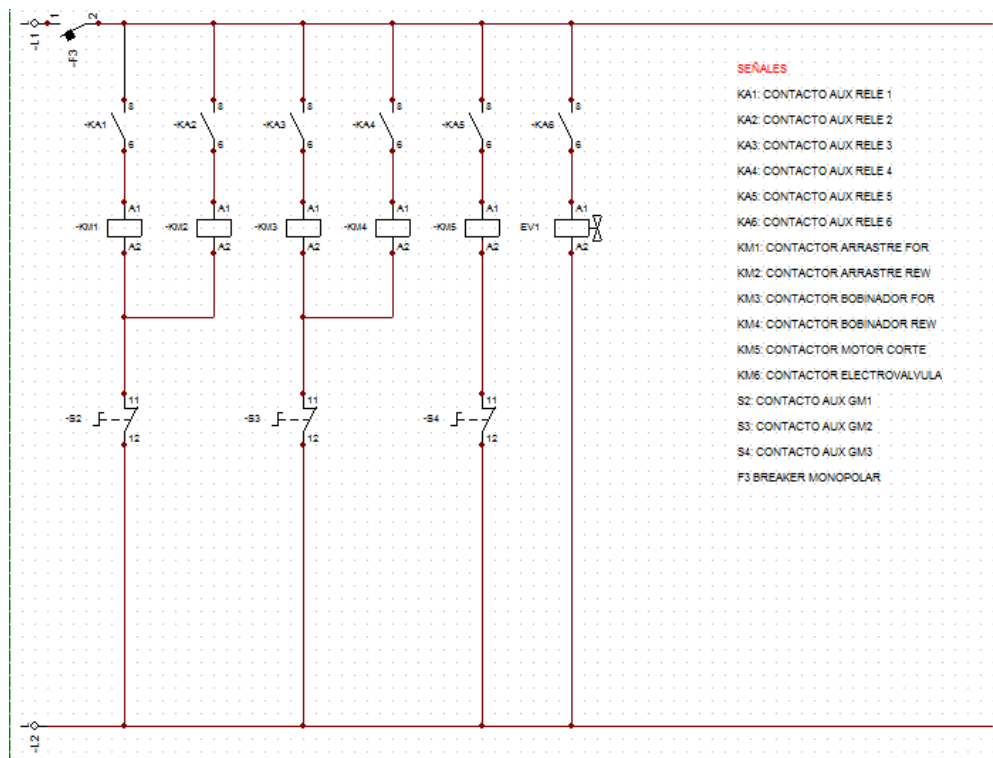 1 2
-L1
-F3
8 8 8 8 8 8
-KA1 -KA2 -KA3 -KA4 -KA5 -KA6
6 6 6 6 6 6
A1 A1 A1 A1 A1 A1
-KM1 -KM2 -KM3 -KM4 -KM5 EV1
A2 A2 A2 A2 A2 A2
11 11 11
-S2 -S3 -S4
12 12 12
-L2
SEÑALES
KA1: CONTACTO AUX RELE 1
KA2: CONTACTO AUX RELE 2
KA3: CONTACTO AUX RELE 3
KA4: CONTACTO AUX RELE 4
KA5: CONTACTO AUX RELE 5
KA6: CONTACTO AUX RELE 6
KM1: CONTACTOR ARRASTRE FOR
KM2: CONTACTOR ARRASTRE REW
KM3: CONTACTOR BOBINADOR FOR
KM4: CONTACTOR BOBINADOR REW
KM5: CONTACTOR MOTOR CORTE
KM6: CONTACTOR ELECTROVALVULA
S2: CONTACTO AUX GM1
S3: CONTACTO AUX GM2
S4: CONTACTO AUX GM3
F3 BREAKER MONOPOLAR